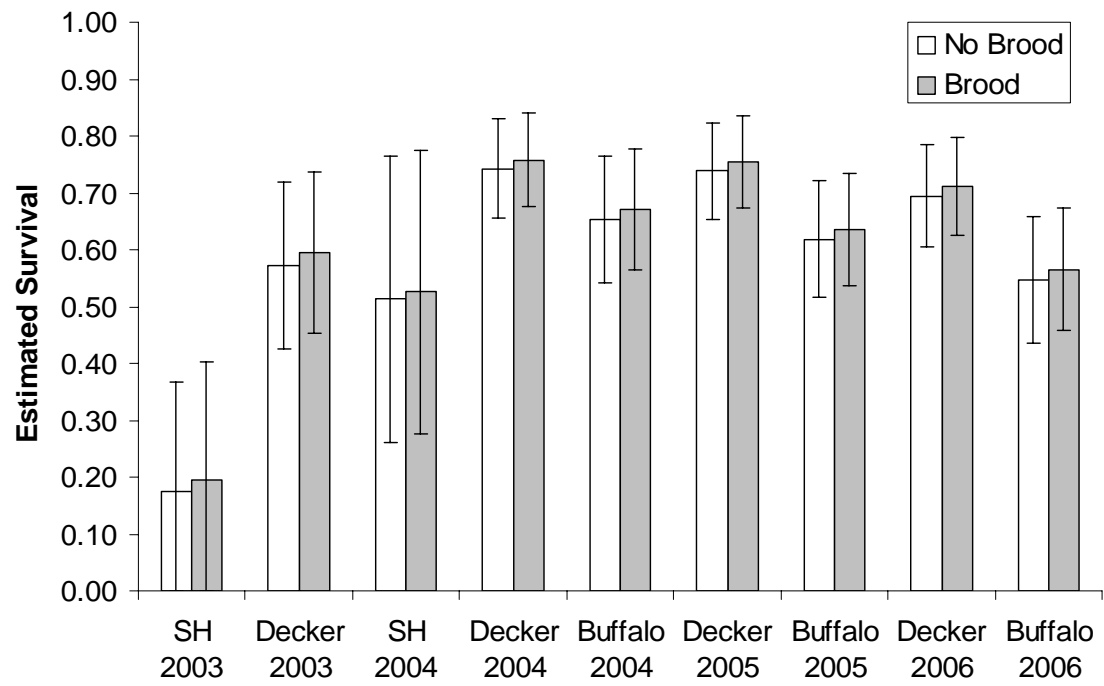 1.00
0.90
0.80
0.70
0.60
0.50
0.40
0.30
0.20
0.10
0.00
Estimated Survival
No Brood
Brood
SH Decker SH Decker Buffalo Decker Buffalo Decker Buffalo
2003 2003 2004 2004 2004 2005 2005 2006 2006